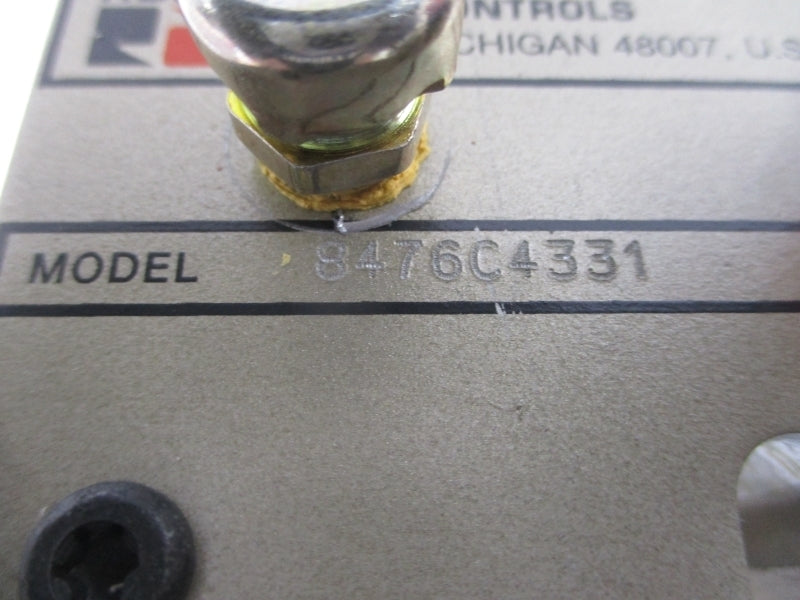 ONTROLS
CHIGAN 48007, U.S
MODEL 8476C4331